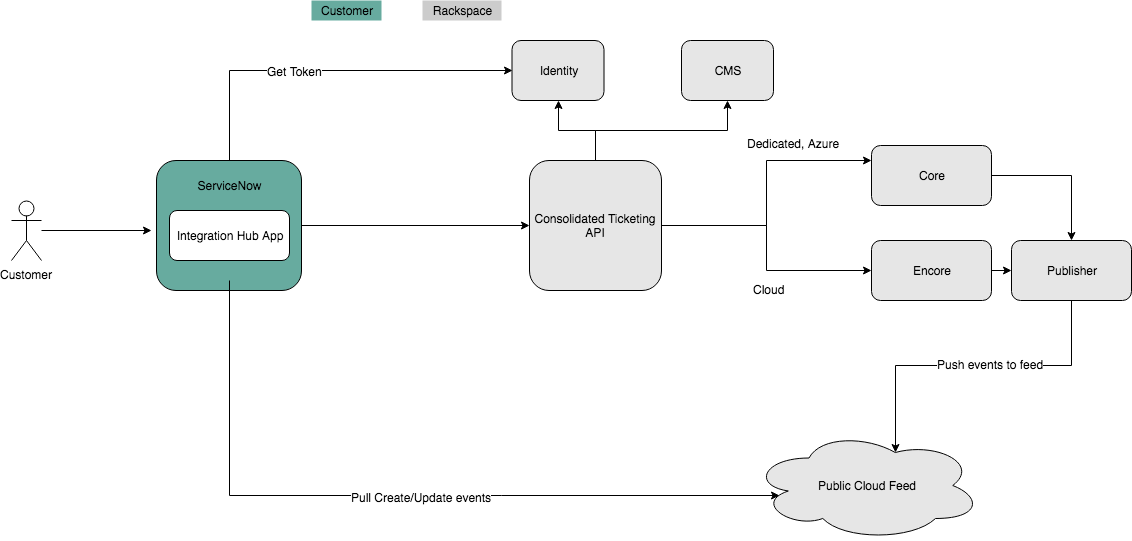 Customer
Rackspace
Get Token
Identity
CMS
Dedicated, Azure
ServiceNow
Integration Hub App
Consolidated Ticketing
API
Core
Customer
Encore
Publisher
Cloud
Push events to feed
Public Cloud Feed
Pull Create/Update events